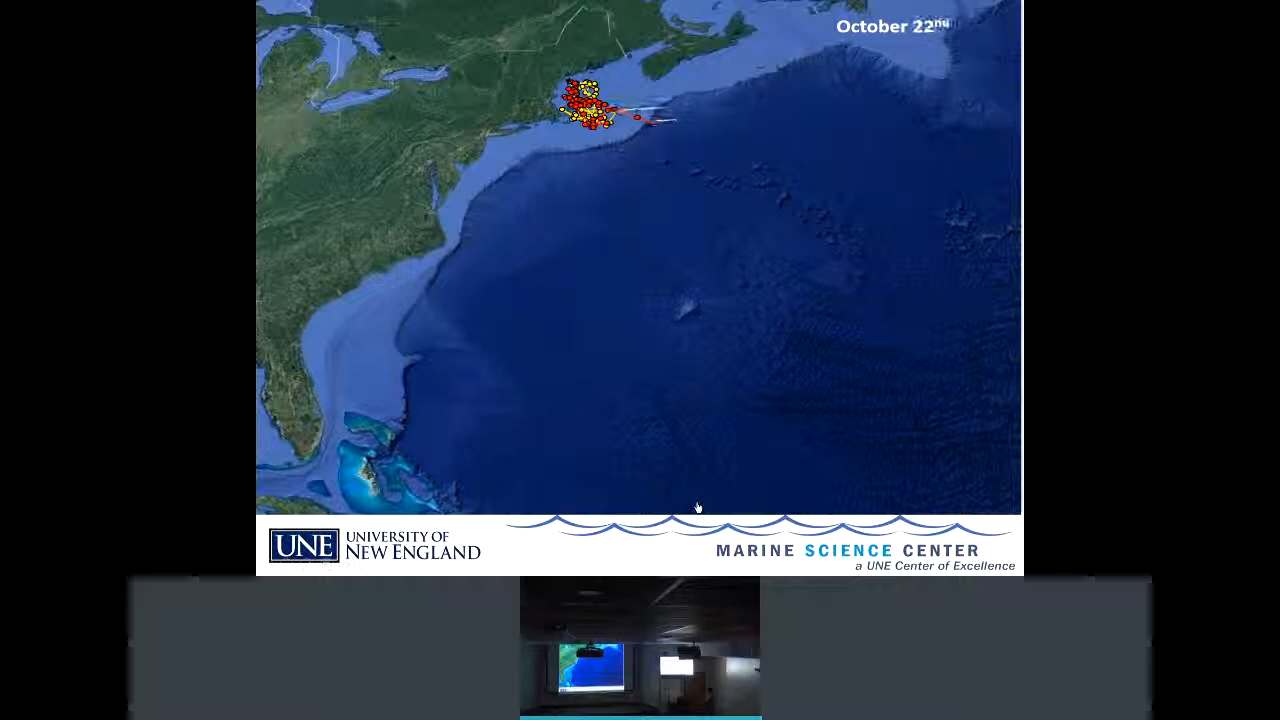 October 22nd
UNE
UNIVERSITY OF
NEW ENGLAND
MARINE SCIENCE CENTER
a UNE Center of Excellence